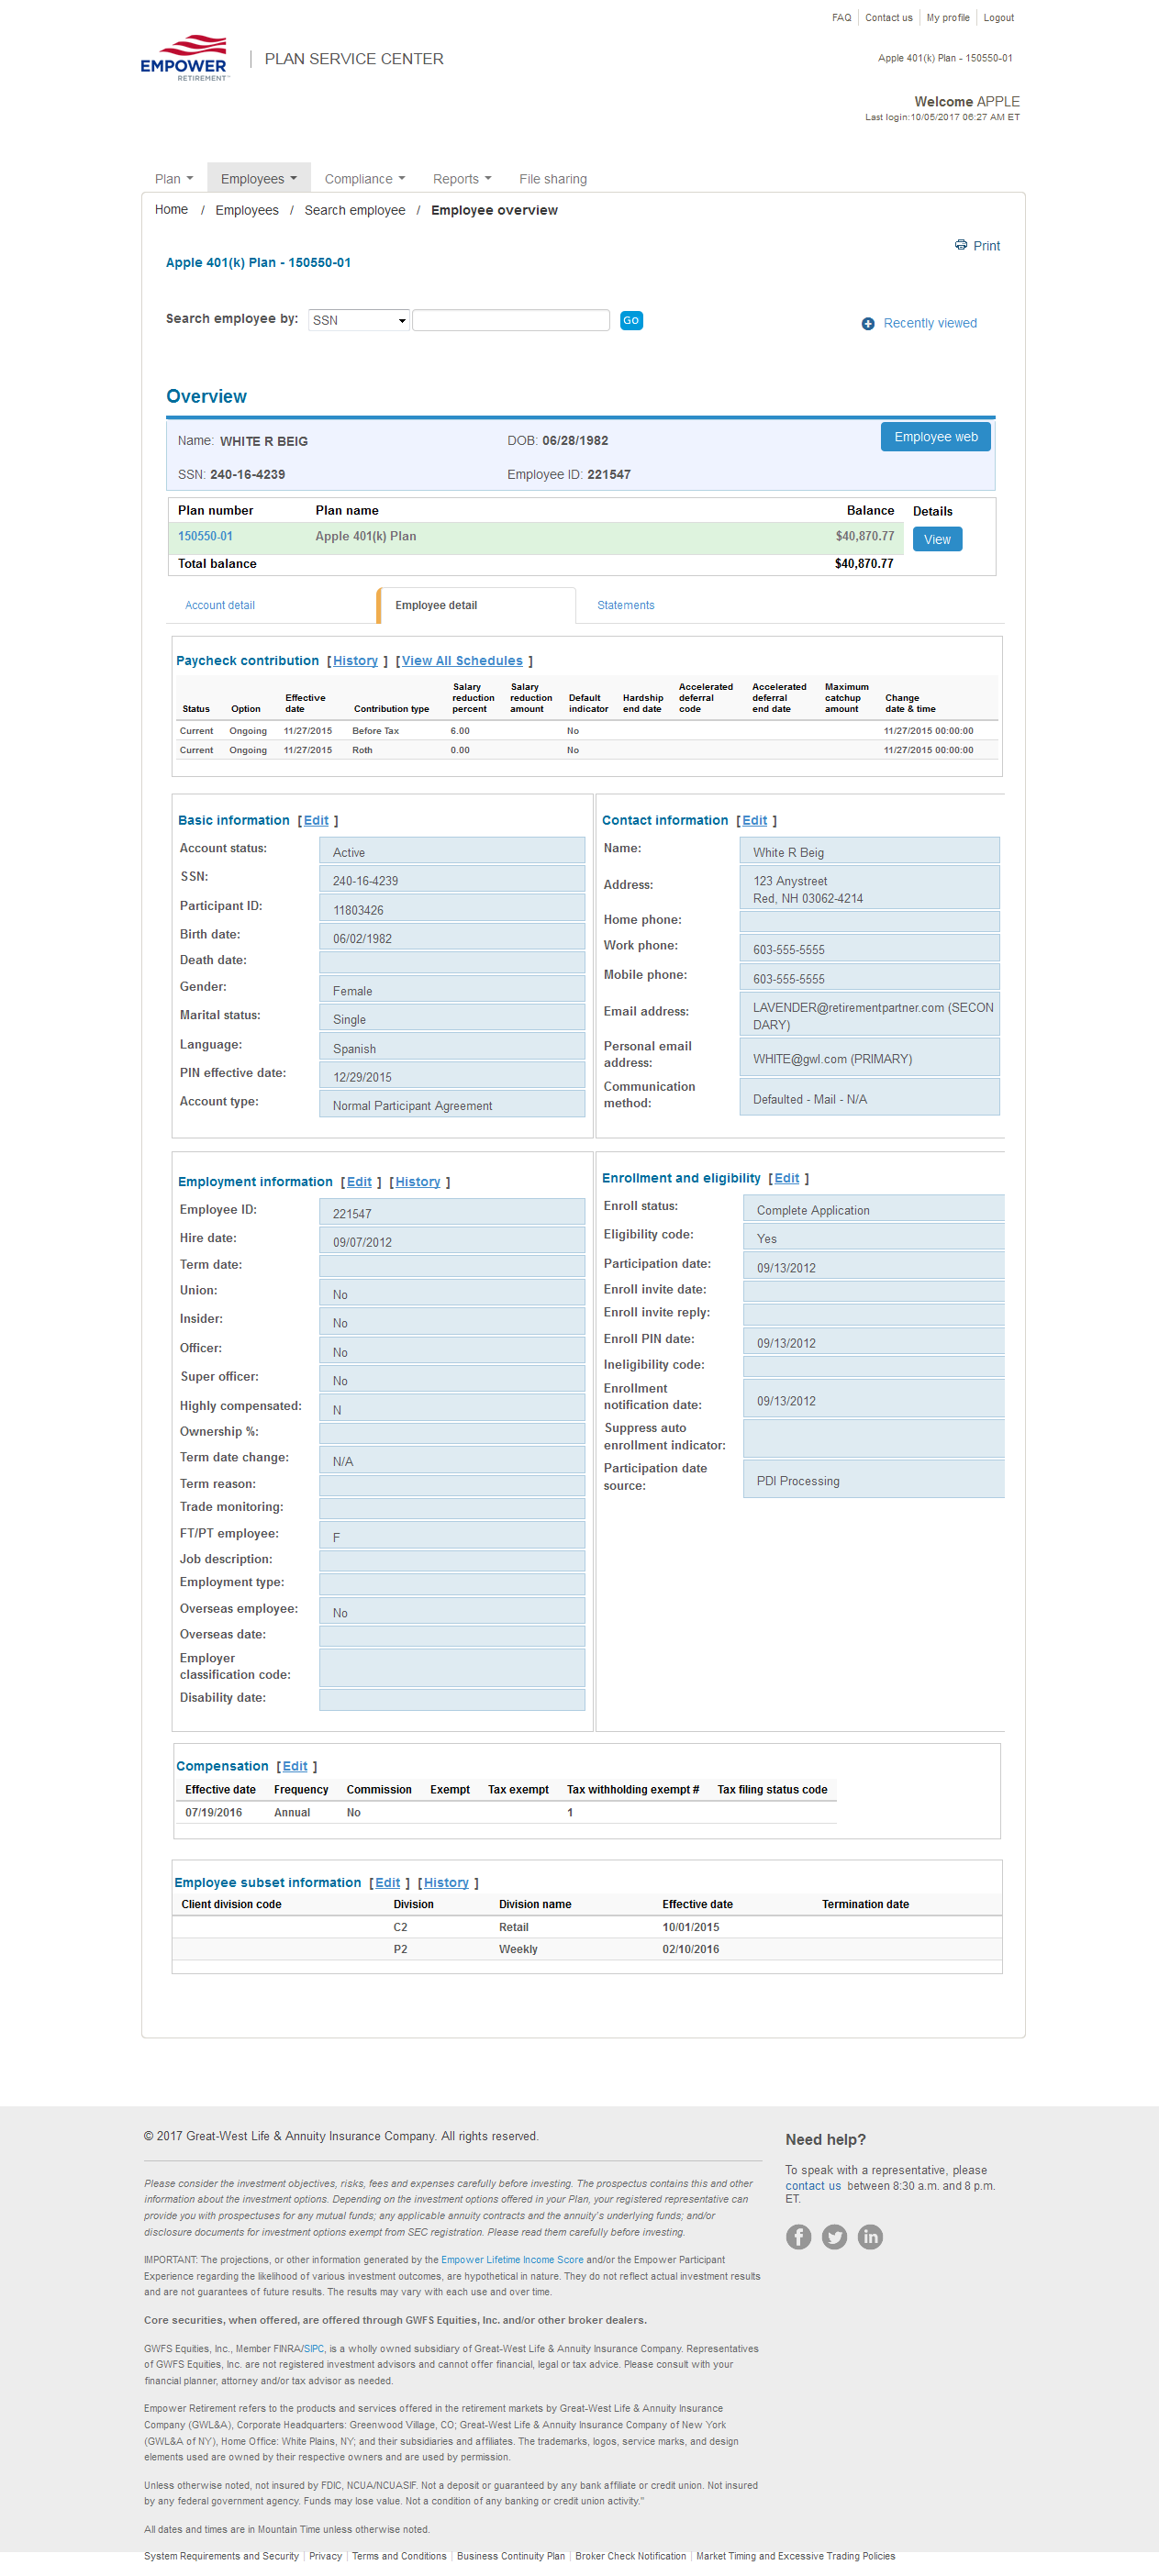 FAQ | Contact us | My profile | Logout
EMPOWER
RETIREMENT™
PLAN SERVICE CENTER
Apple 401(k) Plan - 150550-01
Welcome APPLE
Last login:10/05/2017 06:27 AM ET
Plan Employees Compliance Reports File sharing
Home / Employees / Search employee / Employee overview
Print
Apple 401(k) Plan - 150550-01
Search employee by: SSN GO
Recently viewed
Overview
Name: WHITE R BEIG DOB: 06/28/1982 Employee web
SSN: 240-16-4239 Employee ID: 221547
Plan number Plan name Balance Details
150550-01 Apple 401(k) Plan $40,870.77 View
Total balance $40,870.77
Account detail Employee detail Statements
Paycheck contribution [History ] [View All Schedules ]
Status Option Effective date Contribution type Salary reduction percent Salary reduction amount Default indicator Hardship end date Accelerated deferral code Accelerated deferral end date Maximum catchup amount Change date & time
Current Ongoing 11/27/2015 Before Tax 6.00 No 11/27/2015 00:00:00
Current Ongoing 11/27/2015 Roth 0.00 No 11/27/2015 00:00:00
Basic information [Edit ]
Account status: Active
SSN: 240-16-4239
Participant ID: 11803426
Birth date: 06/02/1982
Death date:
Gender: Female
Marital status: Single
Language: Spanish
PIN effective date: 12/29/2015
Account type: Normal Participant Agreement
Contact information [Edit ]
Name: White R Beig
Address: 123 Anystreet
Red, NH 03062-4214
Home phone:
Work phone: 603-555-5555
Mobile phone: 603-555-5555
Email address: LAVENDER@retirementpartner.com (SECON
DARY)
Personal email
address: WHITE@gwl.com (PRIMARY)
Communication
method: Defaulted - Mail - N/A
Employment information [Edit ] [History ]
Employee ID: 221547
Hire date: 09/07/2012
Term date:
Union: No
Insider: No
Officer: No
Super officer: No
Highly compensated: N
Ownership %:
Term date change: N/A
Term reason:
Trade monitoring:
FT/PT employee: F
Job description:
Employment type:
Overseas employee: No
Overseas date:
Employer
classification code:
Disability date:
Enrollment and eligibility [Edit ]
Enroll status: Complete Application
Eligibility code: Yes
Participation date: 09/13/2012
Enroll invite date:
Enroll invite reply:
Enroll PIN date: 09/13/2012
Ineligibility code:
Enrollment
notification date: 09/13/2012
Suppress auto
enrollment indicator:
Participation date
source: PDI Processing
Compensation [Edit ]
Effective date Frequency Commission Exempt Tax exempt Tax withholding exempt # Tax filing status code
07/19/2016 Annual No 1
Employee subset information [Edit ] [History ]
Client division code Division Division name Effective date Termination date
C2 Retail 10/01/2015
P2 Weekly 02/10/2016
© 2017 Great-West Life & Annuity Insurance Company. All rights reserved.
Please consider the investment objectives, risks, fees and expenses carefully before investing. The prospectus contains this and other
information about the investment options. Depending on the investment options offered in your Plan, your registered representative can
provide you with prospectuses for any mutual funds; any applicable annuity contracts and the annuity's underlying funds; and/or
disclosure documents for investment options exempt from SEC registration. Please read them carefully before investing.
IMPORTANT: The projections, or other information generated by the Empower Lifetime Income Score and/or the Empower Participant
Experience regarding the likelihood of various investment outcomes, are hypothetical in nature. They do not reflect actual investment results
and are not guarantees of future results. The results may vary with each use and over time.
Core securities, when offered, are offered through GWFS Equities, Inc. and/or other broker dealers.
GWFS Equities, Inc., Member FINRA/SIPC, is a wholly owned subsidiary of Great-West Life & Annuity Insurance Company. Representatives
of GWFS Equities, Inc. are not registered investment advisors and cannot offer financial, legal or tax advice. Please consult with your
financial planner, attorney and/or tax advisor as needed.
Empower Retirement refers to the products and services offered in the retirement markets by Great-West Life & Annuity Insurance
Company (GWL&A), Corporate Headquarters: Greenwood Village, CO; Great-West Life & Annuity Insurance Company of New York
(GWL&A of NY), Home Office: White Plains, NY; and their subsidiaries and affiliates. The trademarks, logos, service marks, and design
elements used are owned by their respective owners and are used by permission.
Unless otherwise noted, not insured by FDIC, NCUA/NCUASIF. Not a deposit or guaranteed by any bank affiliate or credit union. Not insured
by any federal government agency. Funds may lose value. Not a condition of any banking or credit union activity."
All dates and times are in Mountain Time unless otherwise noted.
Need help?
To speak with a representative, please
contact us between 8:30 a.m. and 8 p.m.
ET.
System Requirements and Security | Privacy | Terms and Conditions | Business Continuity Plan | Broker Check Notification | Market Timing and Excessive Trading Policies